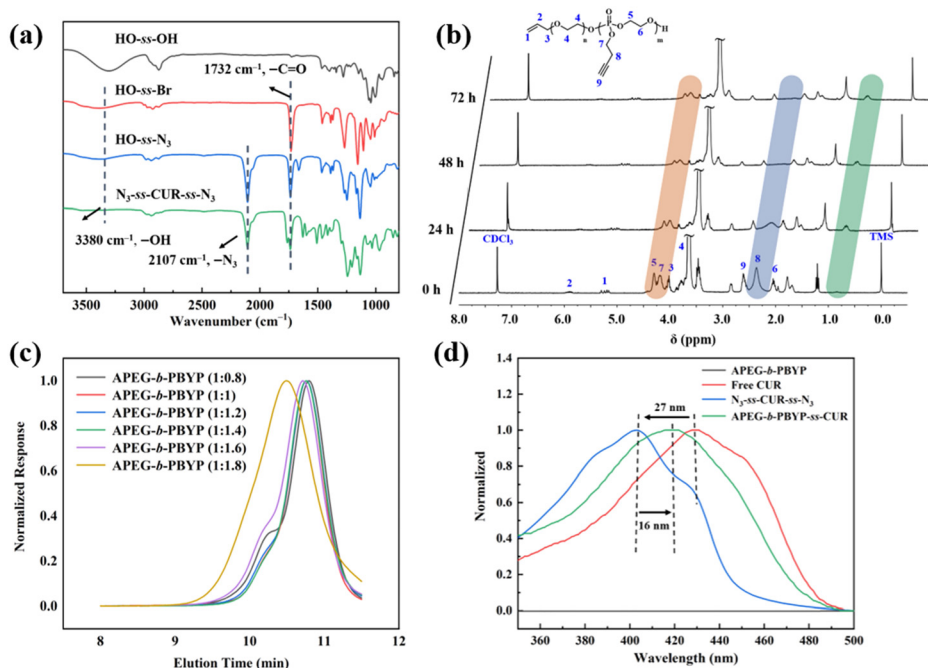 (a)
HO-ss-OH
1732 cm⁻¹, −C=O
HO-ss-Br
HO-ss-N₃
N₃-ss-CUR-ss-N₃
3380 cm⁻¹, −OH
2107 cm⁻¹, −N₃
3500 3000 2500 2000 1500 1000
Wavenumber (cm⁻¹)
(b)
1 2 3 O 4 4 n O P O O 5 6 O H m
O
7
8
9
72 h
48 h
24 h
0 h
CDCl₃
TMS
2 1 5 7 3 4 9 8 6
8.0 7.0 6.0 5.0 4.0 3.0 2.0 1.0 0.0
δ (ppm)
(c)
Normalized Response
1.0
0.8
0.6
0.4
0.2
0.0
APEG-b-PBYP (1:0.8)
APEG-b-PBYP (1:1)
APEG-b-PBYP (1:1.2)
APEG-b-PBYP (1:1.4)
APEG-b-PBYP (1:1.6)
APEG-b-PBYP (1:1.8)
8 9 10 11 12
Elution Time (min)
(d)
Normalized
1.4
1.2
1.0
0.8
0.6
0.4
0.2
0.0
APEG-b-PBYP
Free CUR
N₃-ss-CUR-ss-N₃
APEG-b-PBYP-ss-CUR
27 nm
16 nm
360 380 400 420 440 460 480 500
Wavelength (nm)